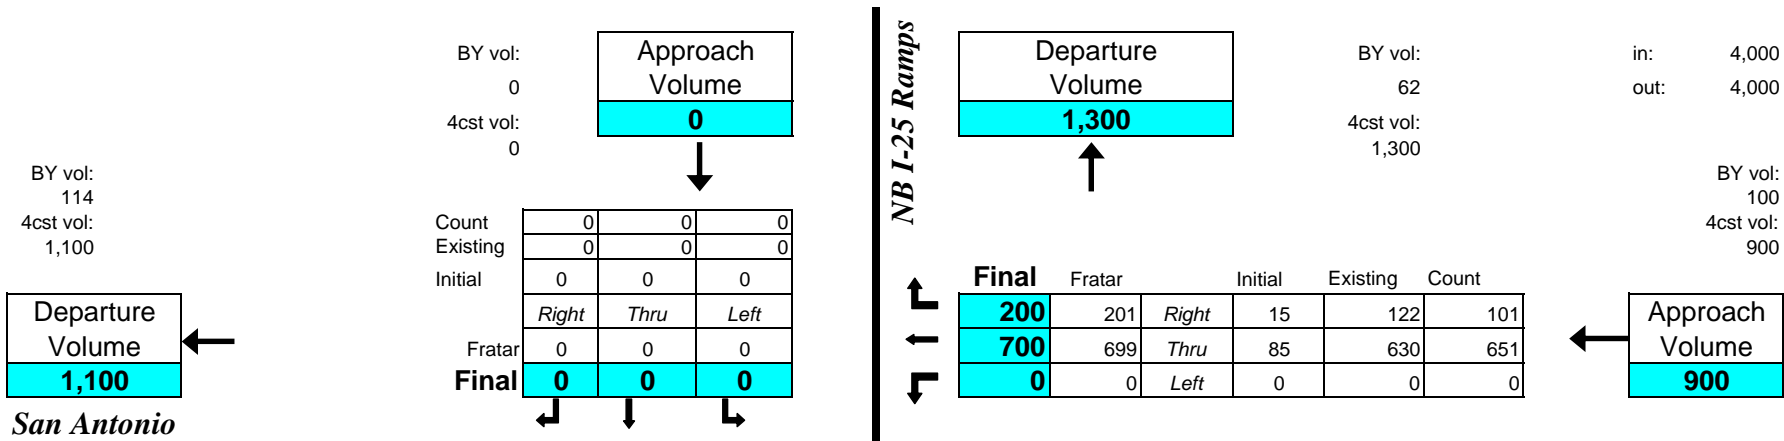 BY vol:
0
4cst vol:
0
Approach
Volume
0
NB I-25 Ramps
Departure
Volume
1,300
BY vol:
62
4cst vol:
1,300
in: 4,000
out: 4,000
BY vol:
114
4cst vol:
1,100
BY vol:
100
4cst vol:
900
Departure
Volume
1,100
San Antonio
Count 0 0 0
Existing 0 0 0
Initial 0 0 0
Right Thru Left
Fratar 0 0 0
Final 0 0 0
Final Fratar Initial Existing Count
200 201 Right 15 122 101
700 699 Thru 85 630 651
0 0 Left 0 0 0
Approach
Volume
900